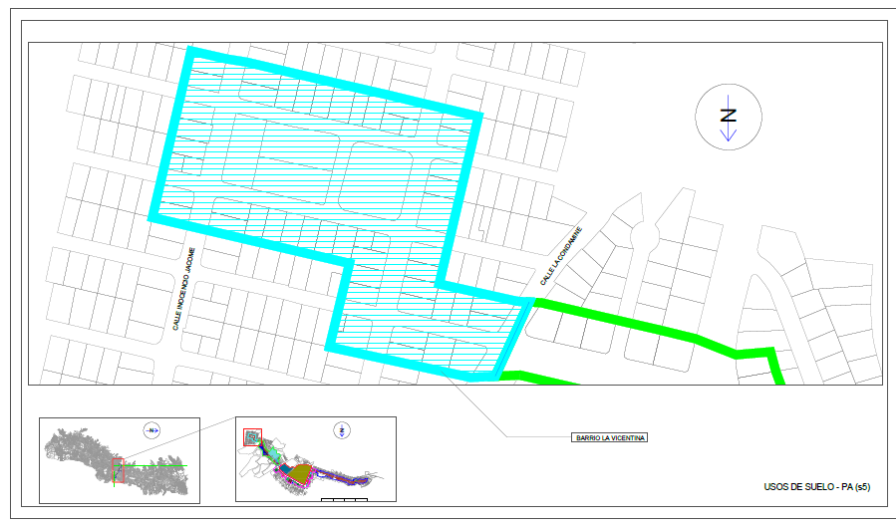 N
CALLE LA CONDAMINE
CALLE INOCENCIO JACOME
BARRIO LA VICENTINA
N
N
USOS DE SUELO - PA (s5)